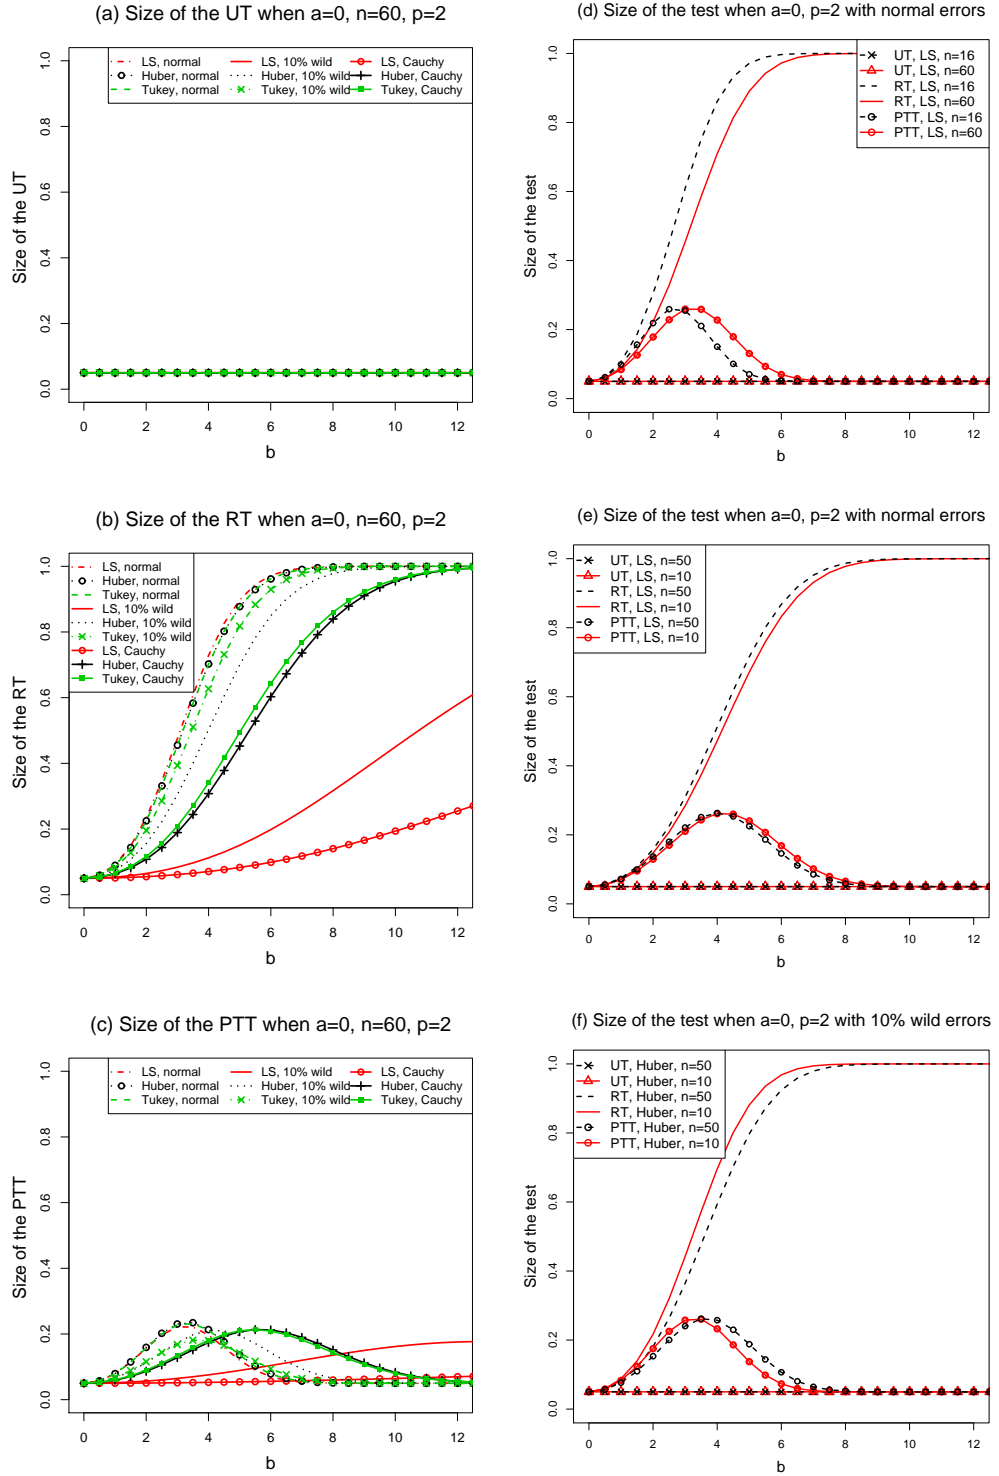 (a) Size of the UT when a=0, n=60, p=2
LS, normal
Huber, normal
Tukey, normal
LS, 10% wild
Huber, 10% wild
Tukey, 10% wild
LS, Cauchy
Huber, Cauchy
Tukey, Cauchy
Size of the UT
0.0 0.2 0.4 0.6 0.8 1.0
0 2 4 6 8 10 12
b
(d) Size of the test when a=0, p=2 with normal errors
UT, LS, n=16
UT, LS, n=60
RT, LS, n=16
RT, LS, n=60
PTT, LS, n=16
PTT, LS, n=60
Size of the test
0.0 0.2 0.4 0.6 0.8 1.0
0 2 4 6 8 10 12
b
(b) Size of the RT when a=0, n=60, p=2
LS, normal
Huber, normal
Tukey, normal
LS, 10% wild
Huber, 10% wild
Tukey, 10% wild
LS, Cauchy
Huber, Cauchy
Tukey, Cauchy
Size of the RT
0.0 0.2 0.4 0.6 0.8 1.0
0 2 4 6 8 10 12
b
(e) Size of the test when a=0, p=2 with normal errors
UT, LS, n=50
UT, LS, n=10
RT, LS, n=50
RT, LS, n=10
PTT, LS, n=50
PTT, LS, n=10
Size of the test
0.0 0.2 0.4 0.6 0.8 1.0
0 2 4 6 8 10 12
b
(c) Size of the PTT when a=0, n=60, p=2
LS, normal
Huber, normal
Tukey, normal
LS, 10% wild
Huber, 10% wild
Tukey, 10% wild
LS, Cauchy
Huber, Cauchy
Tukey, Cauchy
Size of the PTT
0.0 0.2 0.4 0.6 0.8 1.0
0 2 4 6 8 10 12
b
(f) Size of the test when a=0, p=2 with 10% wild errors
UT, Huber, n=50
UT, Huber, n=10
RT, Huber, n=50
RT, Huber, n=10
PTT, Huber, n=50
PTT, Huber, n=10
Size of the test
0.0 0.2 0.4 0.6 0.8 1.0
0 2 4 6 8 10 12
b